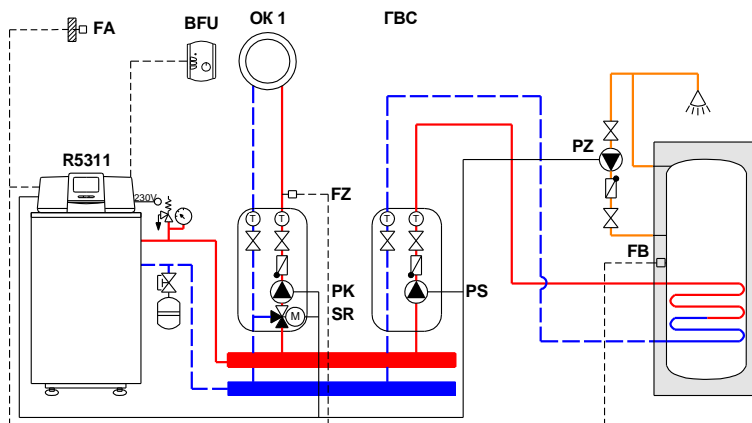 FA
BFU
ОК 1
ГВС
R5311
230V
PZ
FZ
T
T
T
T
FB
PK
PS
SR
M